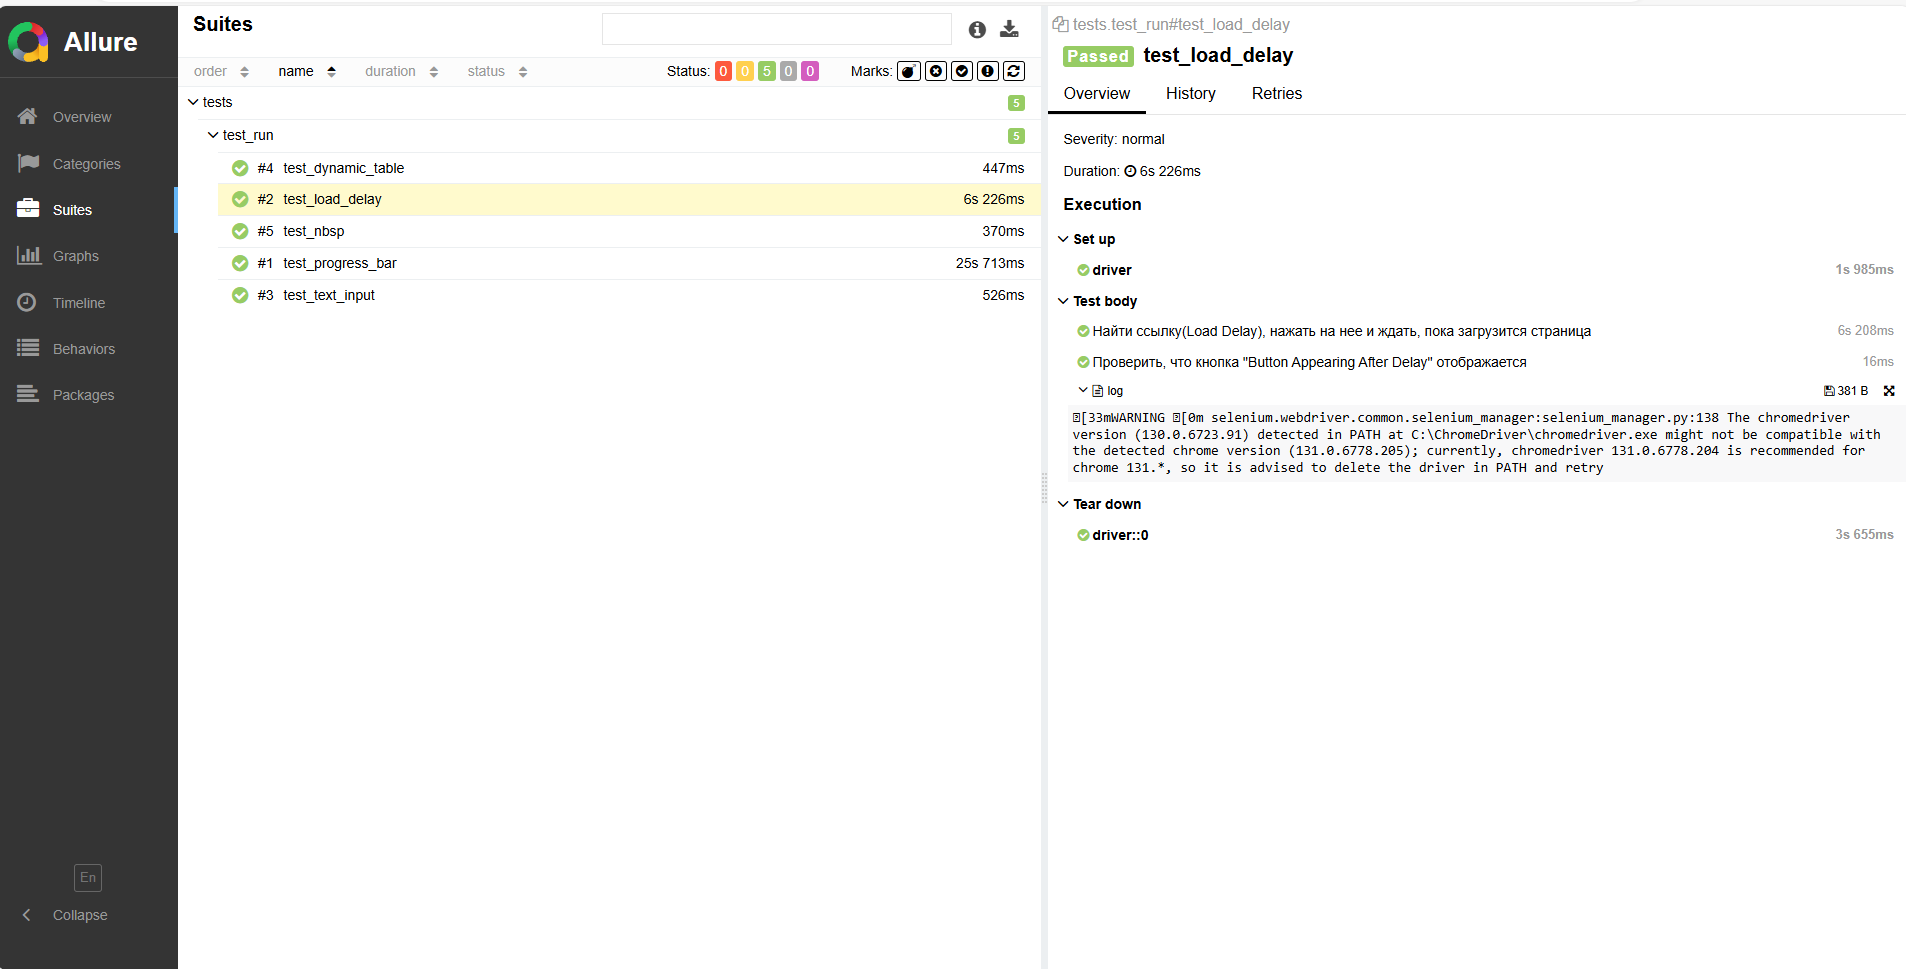 Allure
Overview
Categories
Suites
Graphs
Timeline
Behaviors
Packages
En
Collapse
Suites
order name duration status Status: 0 0 5 0 0 Marks:
tests 5
test_run 5
#4 test_dynamic_table 447ms
#2 test_load_delay 6s 226ms
#5 test_nbsp 370ms
#1 test_progress_bar 25s 713ms
#3 test_text_input 526ms
tests.test_run#test_load_delay
Passed test_load_delay
Overview History Retries
Severity: normal
Duration: 6s 226ms
Execution
Set up
driver 1s 985ms
Test body
Найти ссылку(Load Delay), нажать на нее и ждать, пока загрузится страница 6s 208ms
Проверить, что кнопка "Button Appearing After Delay" отображается 16ms
log 381 B
[33mWARNING [0m selenium.webdriver.common.selenium_manager:selenium_manager.py:138 The chromedriver
version (130.0.6723.91) detected in PATH at C:\ChromeDriver\chromedriver.exe might not be compatible with
the detected chrome version (131.0.6778.205); currently, chromedriver 131.0.6778.204 is recommended for
chrome 131.*, so it is advised to delete the driver in PATH and retry
Tear down
driver::0 3s 655ms